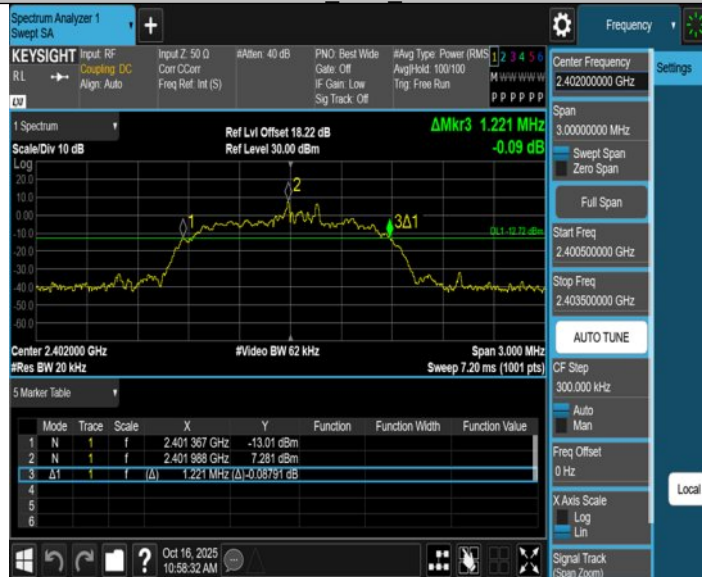 Spectrum Analyzer 1
Swept SA
+
Frequency
KEYSIGHT
RL
LXI
Input: RF
Coupling: DC
Align: Auto
Input Z: 50 Ω
Corr CCorr
Freq Ref: Int (S)
#Atten: 40 dB
PNO: Best Wide
Gate: Off
IF Gain: Low
Sig Track: Off
#Avg Type: Power (RMS
Avg|Hold: 100/100
Trig: Free Run
1 2 3 4 5 6
M W W W W W
P P P P P P
1 Spectrum
Scale/Div 10 dB
Ref Lvl Offset 18.22 dB
Ref Level 30.00 dBm
ΔMkr3 1.221 MHz
-0.09 dB
Log
20.0
10.0
0.00
-10.0
-20.0
-30.0
-40.0
-50.0
-60.0
1
2
3Δ1
DL1 -12.72 dBm
Center 2.402000 GHz
#Res BW 20 kHz
#Video BW 62 kHz
Span 3.000 MHz
Sweep 7.20 ms (1001 pts)
5 Marker Table
Mode Trace Scale X Y Function Function Width Function Value
1 N 1 f 2.401 367 GHz -13.01 dBm
2 N 1 f 2.401 988 GHz 7.281 dBm
3 Δ1 1 f (Δ) 1.221 MHz (Δ) -0.08791 dB
4
5
6
?
Oct 16, 2025
10:58:32 AM
Center Frequency
2.402000000 GHz
Span
3.00000000 MHz
Swept Span
Zero Span
Full Span
Start Freq
2.400500000 GHz
Stop Freq
2.403500000 GHz
AUTO TUNE
CF Step
300.000 kHz
Auto
Man
Freq Offset
0 Hz
X Axis Scale
Log
Lin
Signal Track
(Span Zoom)
Settings
Local